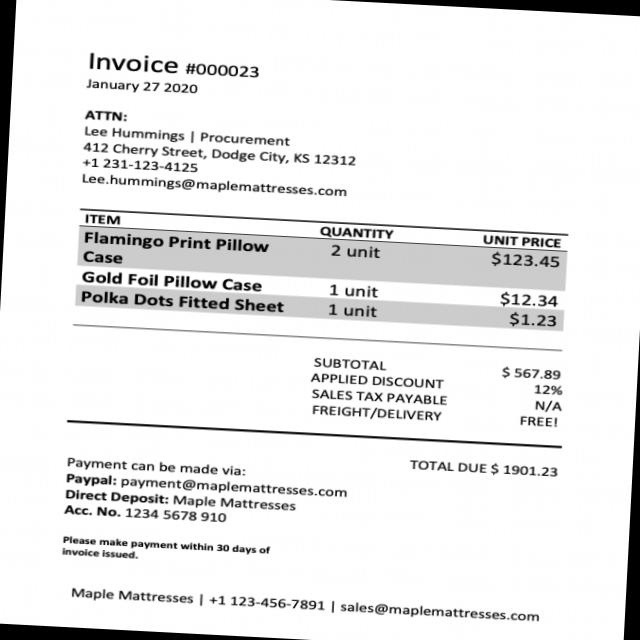 Invoice #000023
January 27 2020
ATTN:
Lee Hummings | Procurement
412 Cherry Street, Dodge City, KS 12312
+1 231-123-4125
Lee.hummings@maplemattresses.com
ITEM QUANTITY UNIT PRICE
Flamingo Print Pillow 2 unit $123.45
Case
Gold Foil Pillow Case 1 unit $12.34
Polka Dots Fitted Sheet 1 unit $1.23
SUBTOTAL $ 567.89
APPLIED DISCOUNT 12%
SALES TAX PAYABLE N/A
FREIGHT/DELIVERY FREE!
TOTAL DUE $ 1901.23
Payment can be made via:
Paypal: payment@maplemattresses.com
Direct Deposit: Maple Mattresses
Acc. No. 1234 5678 910
Please make payment within 30 days of
invoice issued.
Maple Mattresses | +1 123-456-7891 | sales@maplemattresses.com